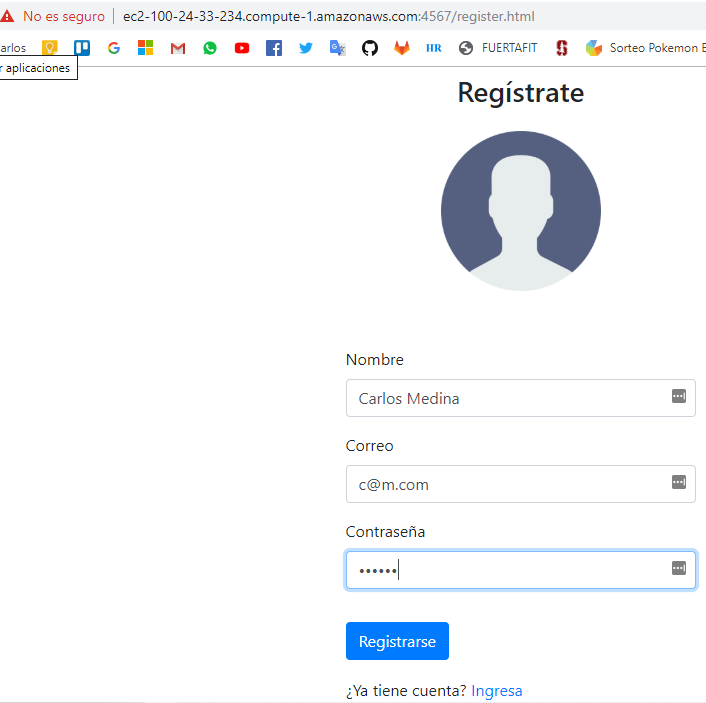 No es seguro | ec2-100-24-33-234.compute-1.amazonaws.com:4567/register.html
arlos HR FUERTAFIT Sorteo Pokemon
r aplicaciones
Regístrate
Nombre
Carlos Medina
Correo
c@m.com
Contraseña
••••••
Registrarse
¿Ya tiene cuenta? Ingresa